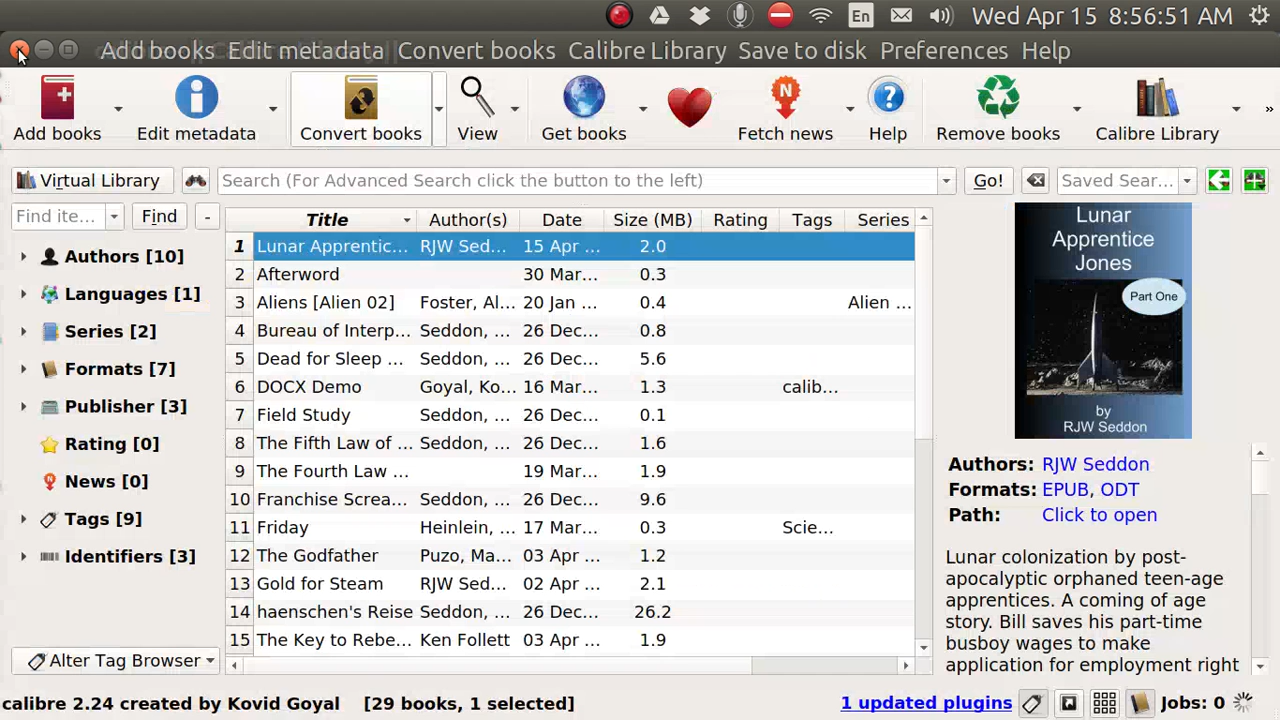 En Wed Apr 15 8:56:51 AM
Add books Edit metadata Convert books Calibre Library Save to disk Preferences Help
Add books Edit metadata Convert books View Get books Fetch news Help Remove books Calibre Library »
Virtual Library Search (For Advanced Search click the button to the left) Go! Saved Sear...
Find ite... Find -
Authors [10]
Languages [1]
Series [2]
Formats [7]
Publisher [3]
Rating [0]
News [0]
Tags [9]
Identifiers [3]
Alter Tag Browser
Title Author(s) Date Size (MB) Rating Tags Series
1 Lunar Apprentic... RJW Sed... 15 Apr ... 2.0
2 Afterword 30 Mar... 0.3
3 Aliens [Alien 02] Foster, Al... 20 Jan ... 0.4 Alien ...
4 Bureau of Interp... Seddon, ... 26 Dec... 0.8
5 Dead for Sleep ... Seddon, ... 26 Dec... 5.6
6 DOCX Demo Goyal, Ko... 16 Mar... 1.3 calib...
7 Field Study Seddon, ... 26 Dec... 0.1
8 The Fifth Law of ... Seddon, ... 26 Dec... 1.6
9 The Fourth Law ... 19 Mar... 1.9
10 Franchise Screa... Seddon, ... 26 Dec... 9.6
11 Friday Heinlein, ... 17 Mar... 0.3 Scie...
12 The Godfather Puzo, Ma... 03 Apr ... 1.2
13 Gold for Steam RJW Sed... 02 Apr ... 2.1
14 haenschen's Reise Seddon, ... 26 Dec... 26.2
15 The Key to Rebe... Ken Follett 03 Apr ... 1.9
Lunar
Apprentice
Jones
Part One
by
RJW Seddon
Authors: RJW Seddon
Formats: EPUB, ODT
Path: Click to open
Lunar colonization by post-
apocalyptic orphaned teen-age
apprentices. A coming of age
story. Bill saves his part-time
busboy wages to make
application for employment right
calibre 2.24 created by Kovid Goyal [29 books, 1 selected] 1 updated plugins Jobs: 0